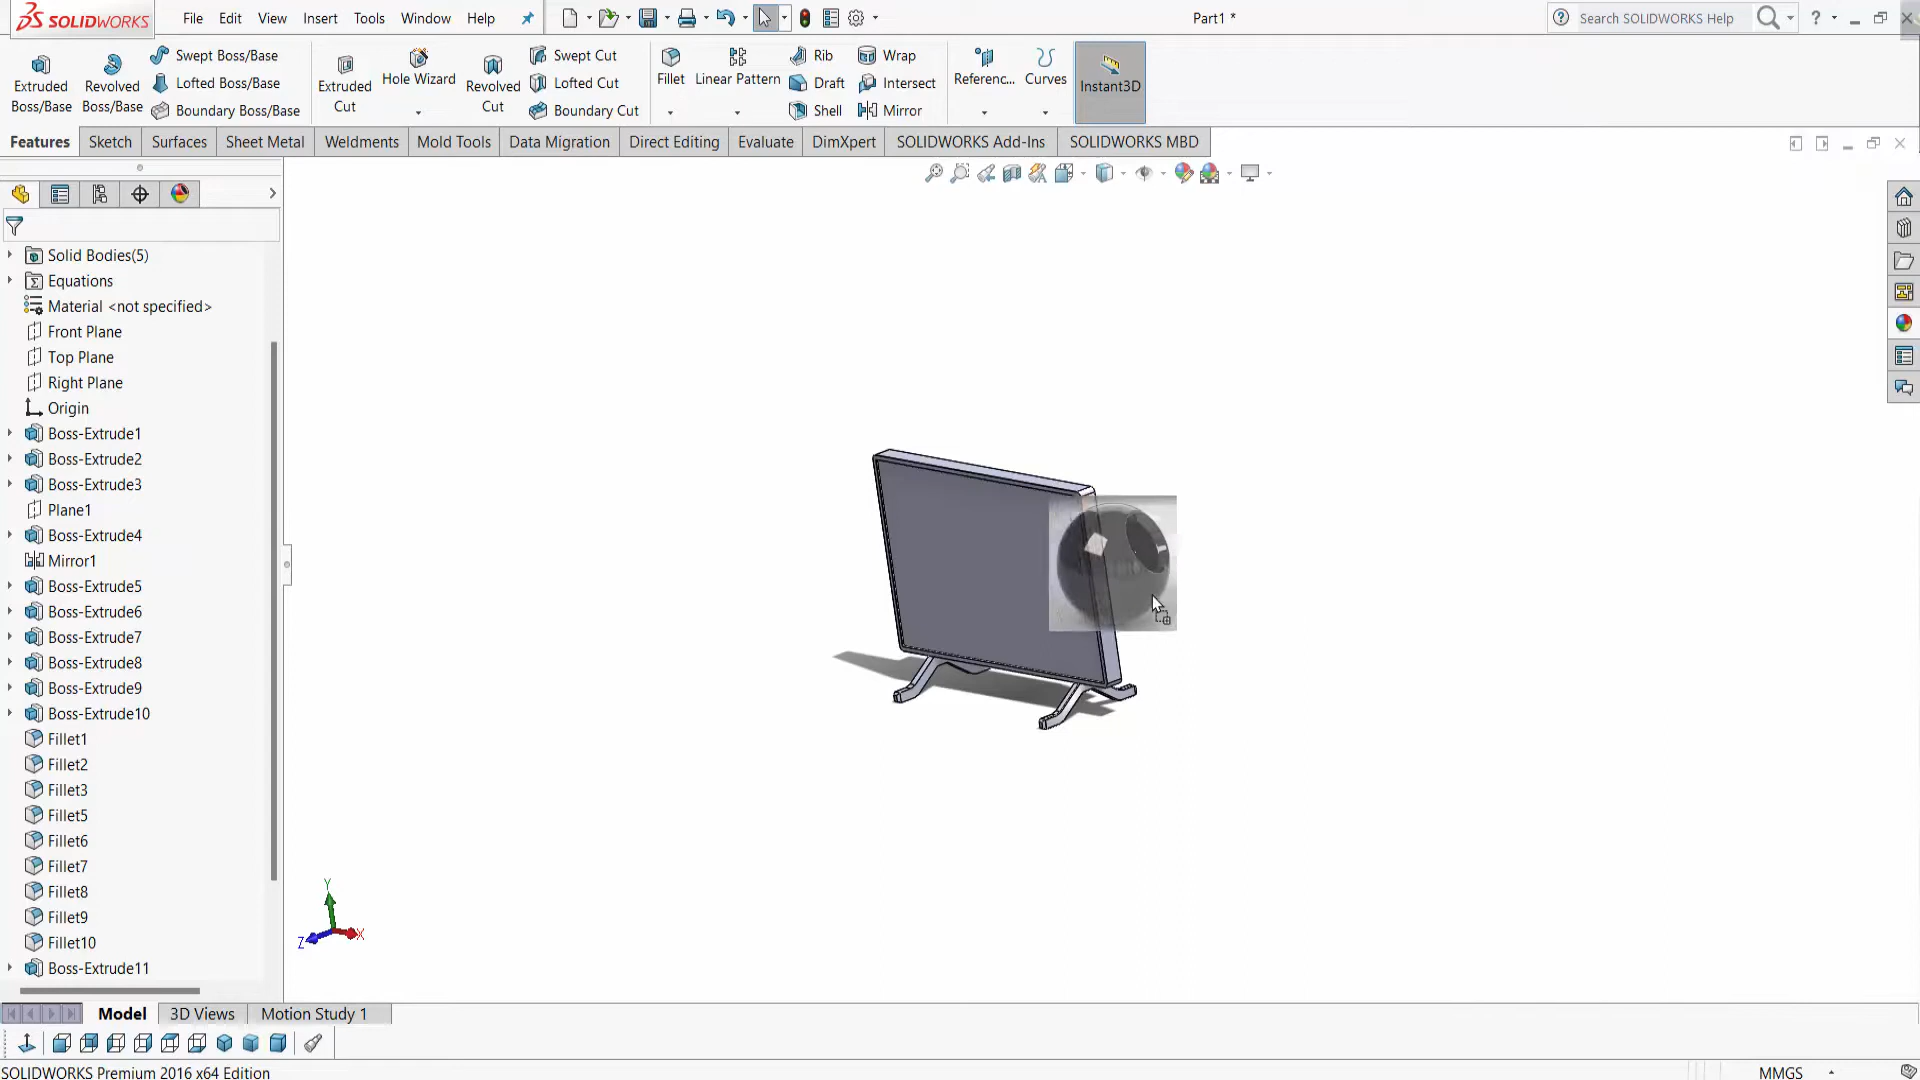 SOLIDWORKS File Edit View Insert Tools Window Help Part1 * Search SOLIDWORKS Help ?
Extruded Boss/Base
Revolved Boss/Base
Swept Boss/Base
Lofted Boss/Base
Boundary Boss/Base
Extruded Cut
Hole Wizard
Revolved Cut
Swept Cut
Lofted Cut
Boundary Cut
Fillet
Linear Pattern
Rib
Draft
Shell
Wrap
Intersect
Mirror
Referenc...
Curves
Instant3D
Features Sketch Surfaces Sheet Metal Weldments Mold Tools Data Migration Direct Editing Evaluate DimXpert SOLIDWORKS Add-Ins SOLIDWORKS MBD
Solid Bodies(5)
Equations
Material <not specified>
Front Plane
Top Plane
Right Plane
Origin
Boss-Extrude1
Boss-Extrude2
Boss-Extrude3
Plane1
Boss-Extrude4
Mirror1
Boss-Extrude5
Boss-Extrude6
Boss-Extrude7
Boss-Extrude8
Boss-Extrude9
Boss-Extrude10
Fillet1
Fillet2
Fillet3
Fillet5
Fillet6
Fillet7
Fillet8
Fillet9
Fillet10
Boss-Extrude11
Y
Z X
Model 3D Views Motion Study 1
SOLIDWORKS Premium 2016 x64 Edition MMGS